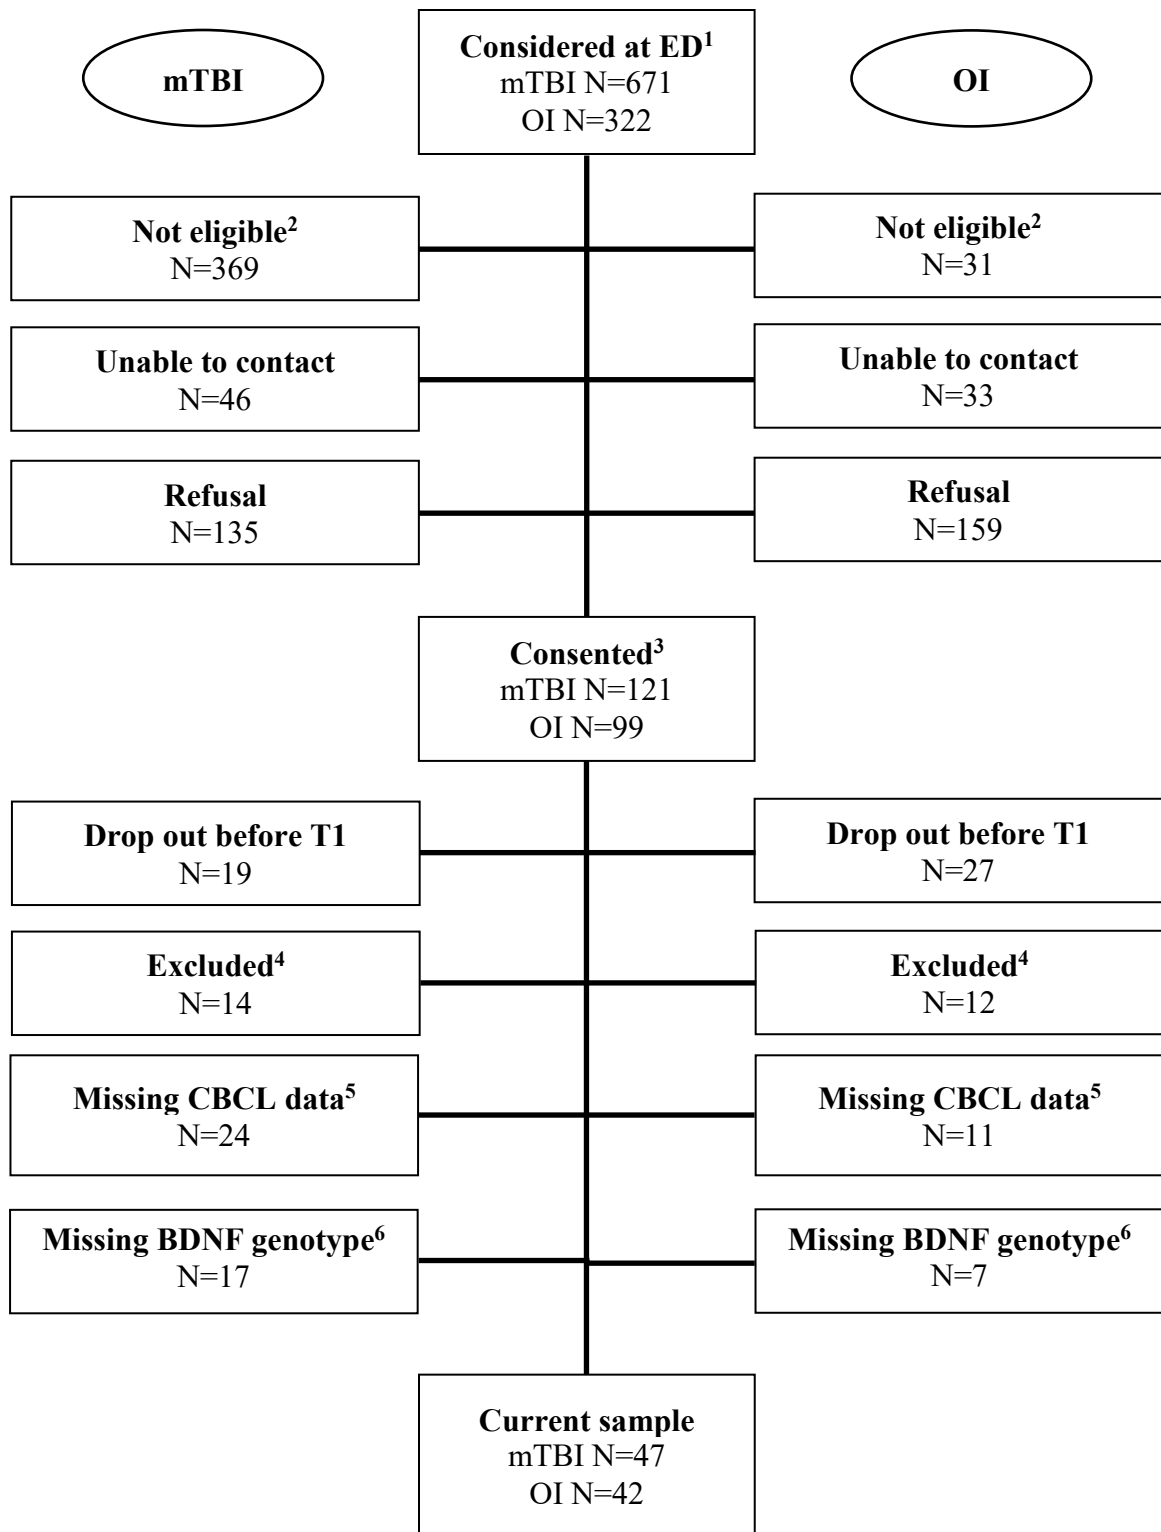 mTBI
Considered at ED¹
mTBI N=671
OI N=322
OI
Not eligible²
N=369
Not eligible²
N=31
Unable to contact
N=46
Unable to contact
N=33
Refusal
N=135
Refusal
N=159
Consented³
mTBI N=121
OI N=99
Drop out before T1
N=19
Drop out before T1
N=27
Excluded⁴
N=14
Excluded⁴
N=12
Missing CBCL data⁵
N=24
Missing CBCL data⁵
N=11
Missing BDNF genotype⁶
N=17
Missing BDNF genotype⁶
N=7
Current sample
mTBI N=47
OI N=42